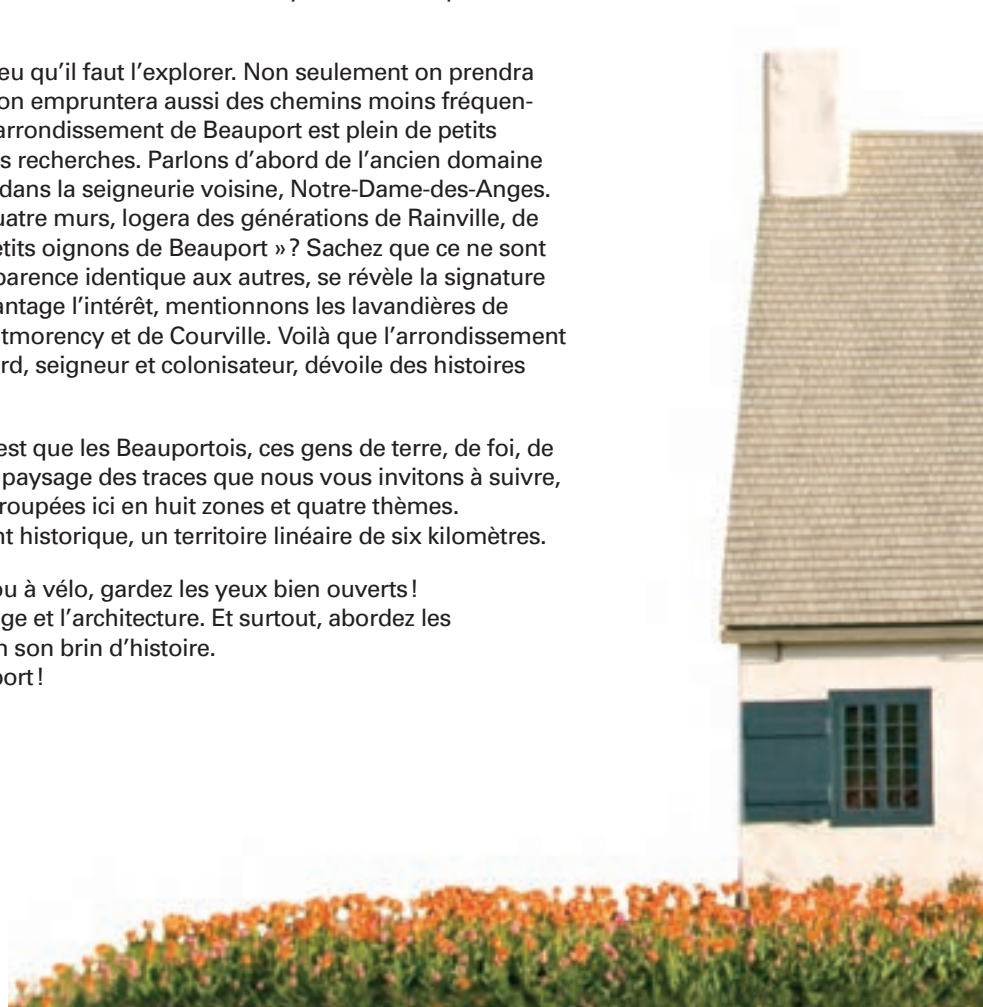 eu qu'il faut l'explorer. Non seulement on prendra
on empruntera aussi des chemins moins fréquen-
arrondissement de Beauport est plein de petits
s recherches. Parlons d'abord de l'ancien domaine
dans la seigneurie voisine, Notre-Dame-des-Anges.
uatre murs, logera des générations de Rainville, de
etits oignons de Beauport »? Sachez que ce ne sont
parence identique aux autres, se révèle la signature
antage l'intérêt, mentionnons les lavandières de
tmorency et de Courville. Voilà que l'arrondissement
rd, seigneur et colonisateur, dévoile des histoires
est que les Beauportois, ces gens de terre, de foi, de
paysage des traces que nous vous invitons à suivre,
roupées ici en huit zones et quatre thèmes.
nt historique, un territoire linéaire de six kilomètres.
ou à vélo, gardez les yeux bien ouverts!
ge et l'architecture. Et surtout, abordez les
n son brin d'histoire.
port!